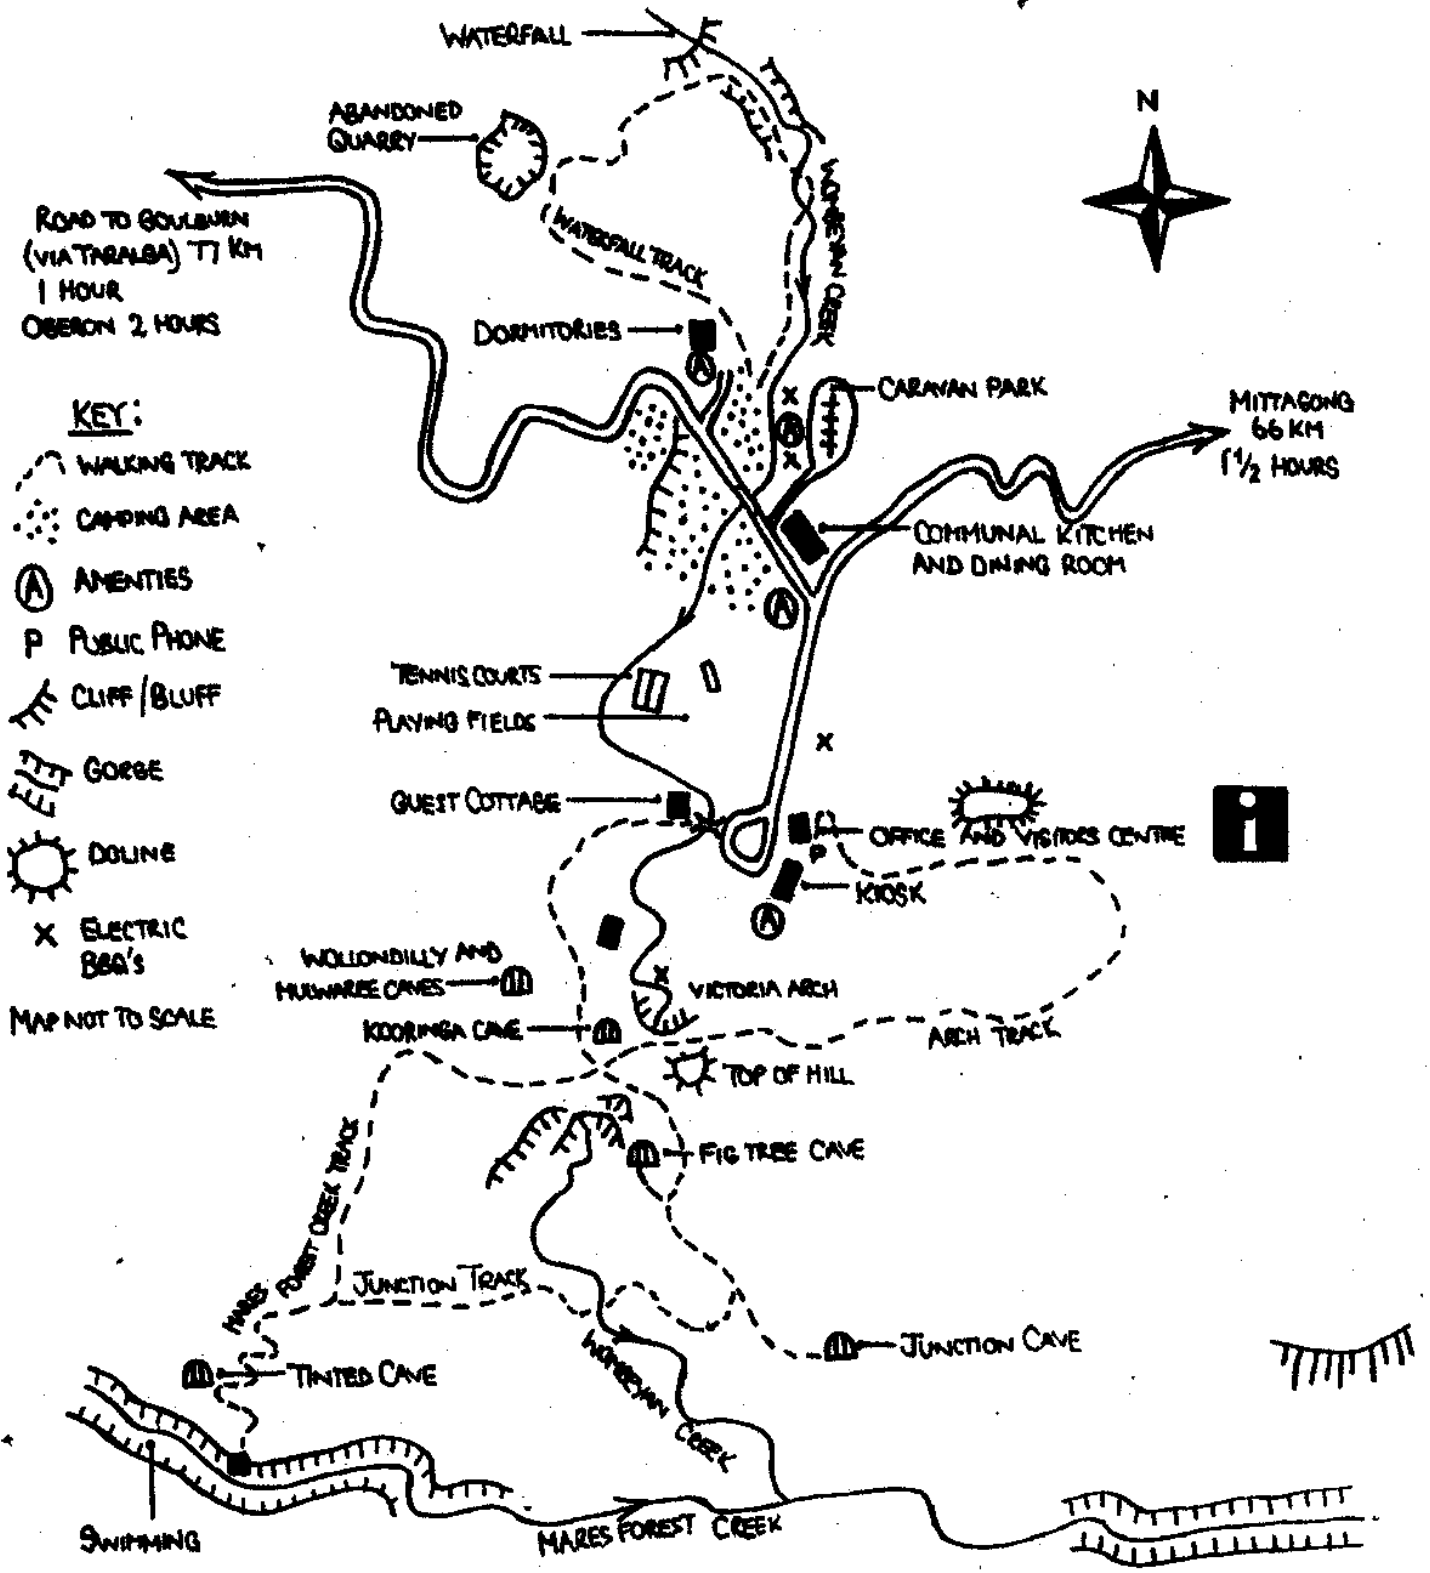 WATERFALL
ABANDONED
QUARRY
N
ROAD TO GOULBURN
(VIA TARALGA) 77 KM
1 HOUR
OBERON 2 HOURS
WATERFALL TRACK
WOMBEYAN CREEK
DORMITORIES
A
CARAVAN PARK
A
MITTAGONG
66 KM
1 1/2 HOURS
KEY:
WALKING TRACK
CAMPING AREA
A AMENTIES
P PUBLIC PHONE
CLIFF/BLUFF
GORGE
DOLINE
X ELECTRIC
BBQ's
MAP NOT TO SCALE
X
X
COMMUNAL KITCHEN
AND DINING ROOM
A
TENNIS COURTS
PLAYING FIELDS
X
GUEST COTTAGE
OFFICE AND VISITORS CENTRE
i
P
KIOSK
A
WOLLONDILLY AND
MULWAREE CAVES
X
VICTORIA ARCH
KOORINGA CAVE
ARCH TRACK
TOP OF HILL
FIG TREE CAVE
MARES FOREST CREEK TRACK
JUNCTION TRACK
JUNCTION CAVE
TINTED CAVE
WOMBEYAN CREEK
SWIMMING
MARES FOREST CREEK